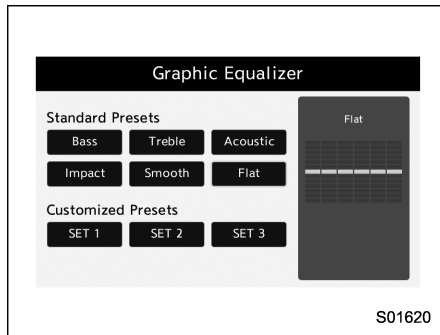 Graphic Equalizer
Standard Presets
Bass Treble Acoustic
Impact Smooth Flat
Customized Presets
SET 1 SET 2 SET 3
Flat
S01620